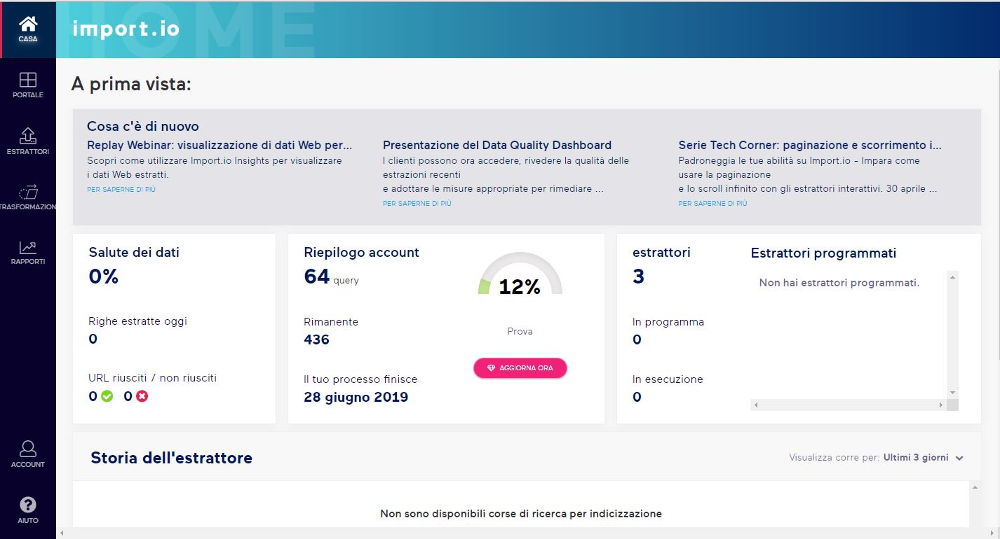 HOME
import.io
CASA
PORTALE
ESTRATTORI
TRASFORMAZION
RAPPORTI
ACCOUNT
AIUTO
A prima vista:
Cosa c'è di nuovo
Replay Webinar: visualizzazione di dati Web per...
Scopri come utilizzare Import.io Insights per visualizzare
i dati Web estratti.
PER SAPERNE DI PIÙ
Presentazione del Data Quality Dashboard
I clienti possono ora accedere, rivedere la qualità delle
estrazioni recenti
e adottare le misure appropriate per rimediare ...
PER SAPERNE DI PIÙ
Serie Tech Corner: paginazione e scorrimento i...
Padroneggia le tue abilità su Import.io - Impara come
usare la paginazione
e lo scroll infinito con gli estrattori interattivi. 30 aprile ...
PER SAPERNE DI PIÙ
Salute dei dati
0%
Righe estratte oggi
0
URL riusciti / non riusciti
0 0
Riepilogo account
64 query
Rimanente
436
Il tuo processo finisce
28 giugno 2019
12%
Prova
AGGIORNA ORA
estrattori
3
In programma
0
In esecuzione
0
Estrattori programmati
Non hai estrattori programmati.
Storia dell'estrattore
Visualizza corre per: Ultimi 3 giorni
Non sono disponibili corse di ricerca per indicizzazione